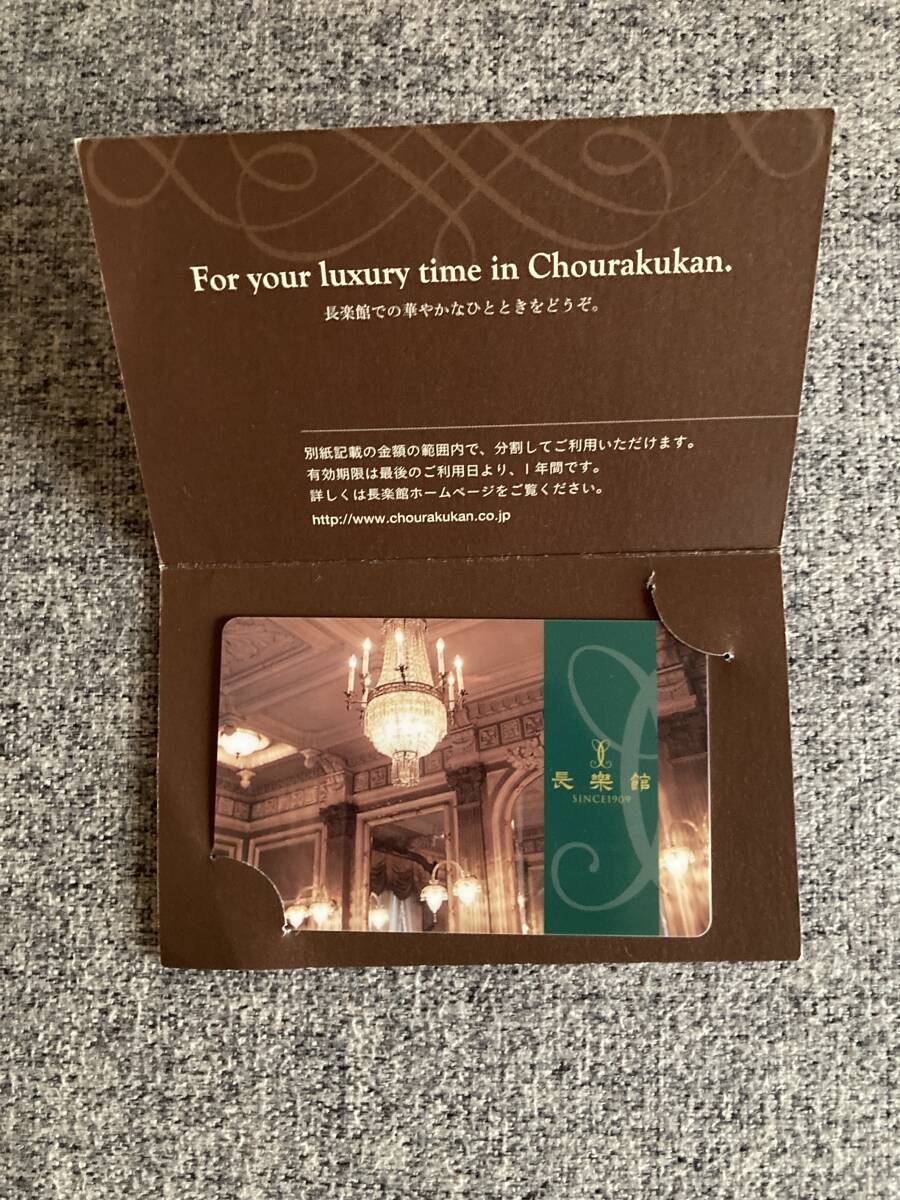 For your luxury time in Chourakukan.
長楽館での華やかなひとときをどうぞ。
別紙記載の金額の範囲内で、分割してご利用いただけます。
有効期限は最後のご利用日より、1年間です。
詳しくは長楽館ホームページをご覧ください。
http://www.chourakukan.co.jp
長樂館
SINCE1909